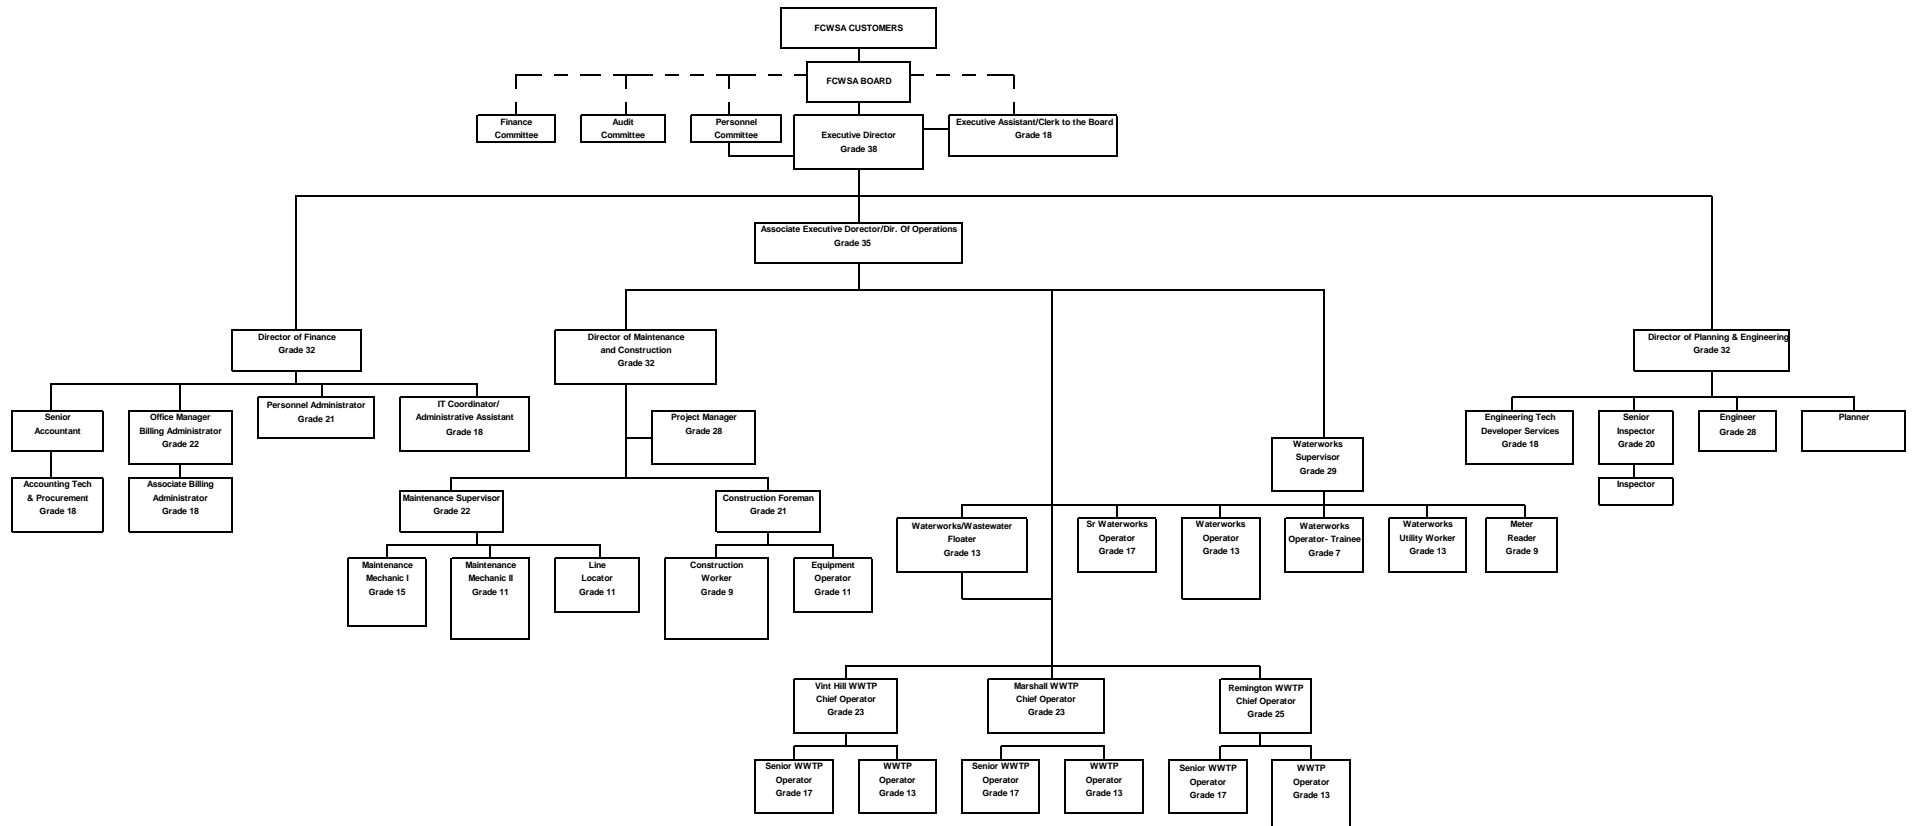 FCWSA CUSTOMERS
FCWSA BOARD
Finance
Committee
Audit
Committee
Personnel
Committee
Executive Director
Grade 38
Executive Assistant/Clerk to the Board
Grade 18
Associate Executive Dorector/Dir. Of Operations
Grade 35
Director of Finance
Grade 32
Director of Maintenance
and Construction
Grade 32
Director of Planning & Engineering
Grade 32
Senior
Accountant
Office Manager
Billing Administrator
Grade 22
Personnel Administrator
Grade 21
IT Coordinator/
Administrative Assistant
Grade 18
Project Manager
Grade 28
Waterworks
Supervisor
Grade 29
Engineering Tech
Developer Services
Grade 18
Senior
Inspector
Grade 20
Engineer
Grade 28
Planner
Accounting Tech
& Procurement
Grade 18
Associate Billing
Administrator
Grade 18
Maintenance Supervisor
Grade 22
Construction Foreman
Grade 21
Inspector
Waterworks/Wastewater
Floater
Grade 13
Sr Waterworks
Operator
Grade 17
Waterworks
Operator
Grade 13
Waterworks
Operator- Trainee
Grade 7
Waterworks
Utility Worker
Grade 13
Meter
Reader
Grade 9
Maintenance
Mechanic I
Grade 15
Maintenance
Mechanic II
Grade 11
Line
Locator
Grade 11
Construction
Worker
Grade 9
Equipment
Operator
Grade 11
Vint Hill WWTP
Chief Operator
Grade 23
Marshall WWTP
Chief Operator
Grade 23
Remington WWTP
Chief Operator
Grade 25
Senior WWTP
Operator
Grade 17
WWTP
Operator
Grade 13
Senior WWTP
Operator
Grade 17
WWTP
Operator
Grade 13
Senior WWTP
Operator
Grade 17
WWTP
Operator
Grade 13